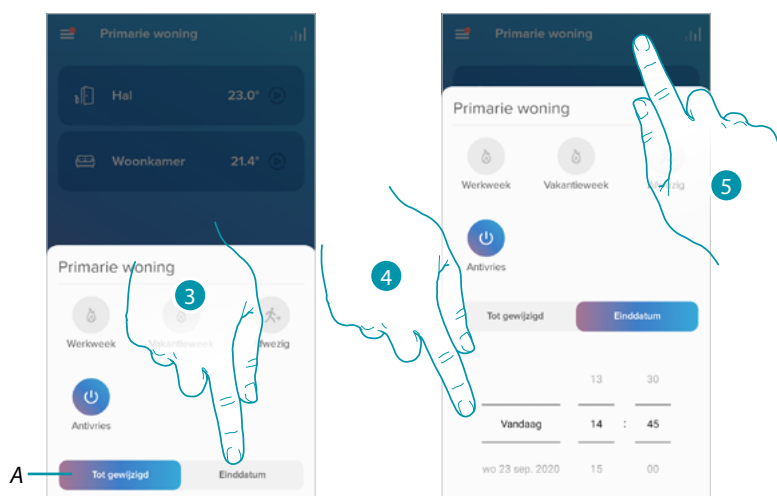 Primarie woning
Hal 23.0°
Woonkamer 21.4°
Primarie woning
3
Werkweek Vakantieweek fwezig
Antivries
A
Tot gewijzigd Einddatum
Primarie woning
5
Primarie woning
Werkweek Vakantieweek
4
Antivries
Tot gewijzigd Einddatum
13 30
Vandaag 14 : 45
wo 23 sep. 2020 15 00